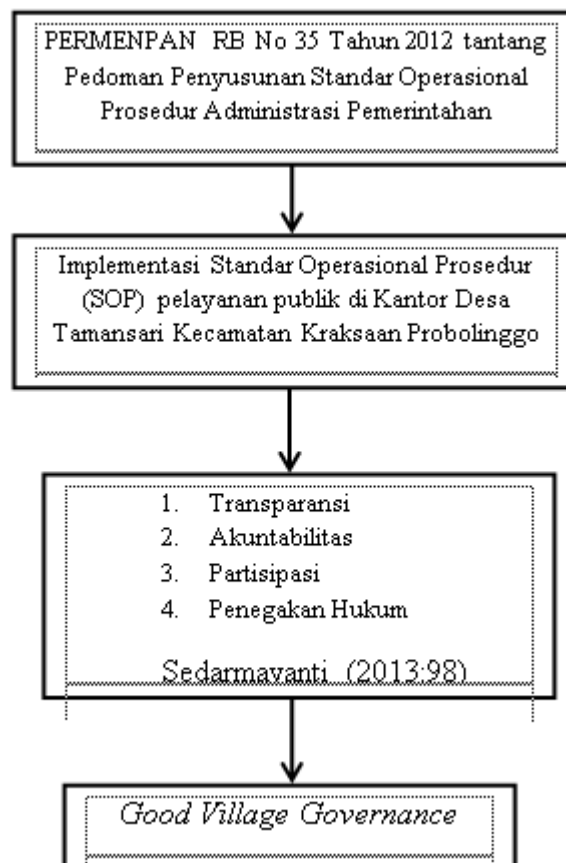 PERMENPAN RB No 35 Tahun 2012 tantang
Pedoman Penyusunan Standar Operasional
Prosedur Administrasi Pemerintahan
Implementasi Standar Operasional Prosedur
(SOP) pelayanan publik di Kantor Desa
Tamansari Kecamatan Kraksaan Probolinggo
1. Transparansi
2. Akuntabilitas
3. Partisipasi
4. Penegakan Hukum
Sedarmayanti (2013:98)
Good Village Governance